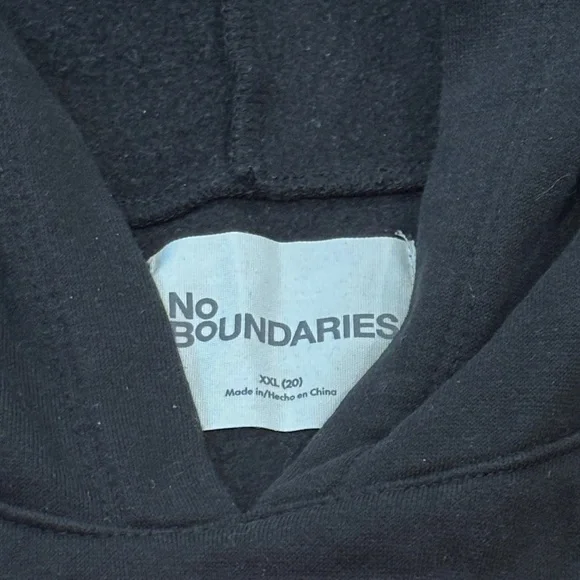 No
BOUNDARIES
XXL (20)
Made in/Hecho en China